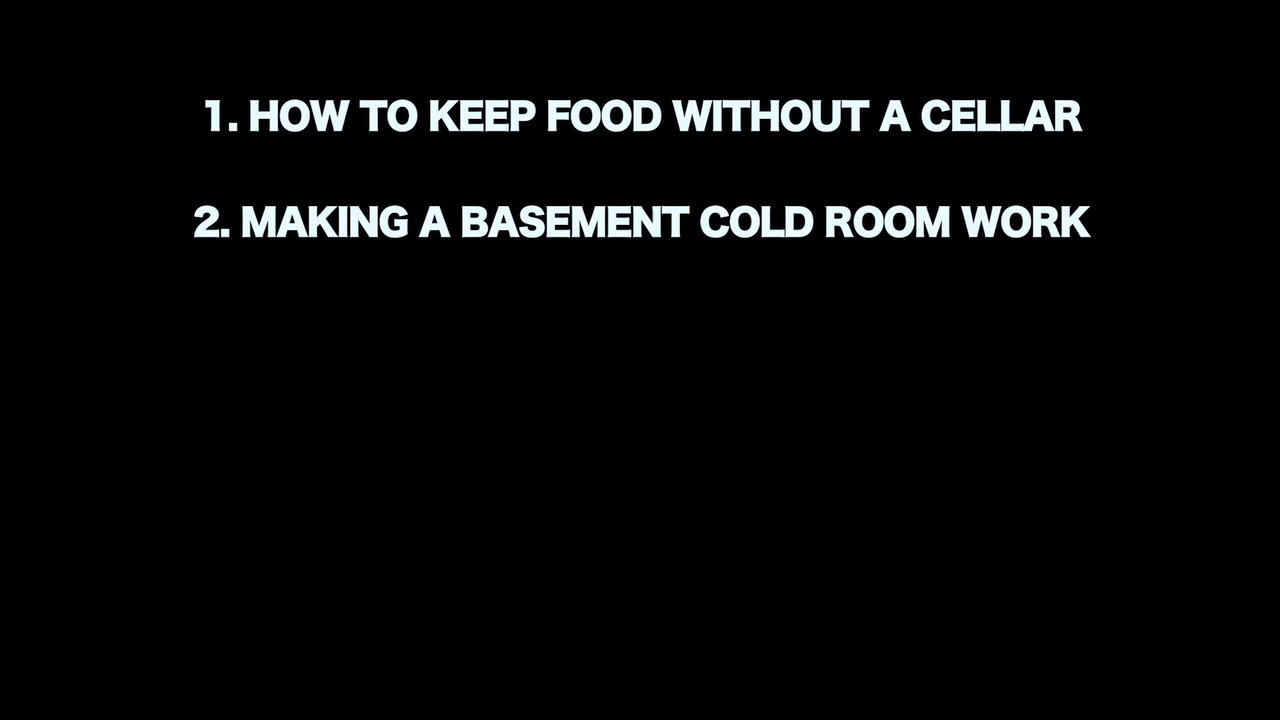 1. HOW TO KEEP FOOD WITHOUT A CELLAR
2. MAKING A BASEMENT COLD ROOM WORK